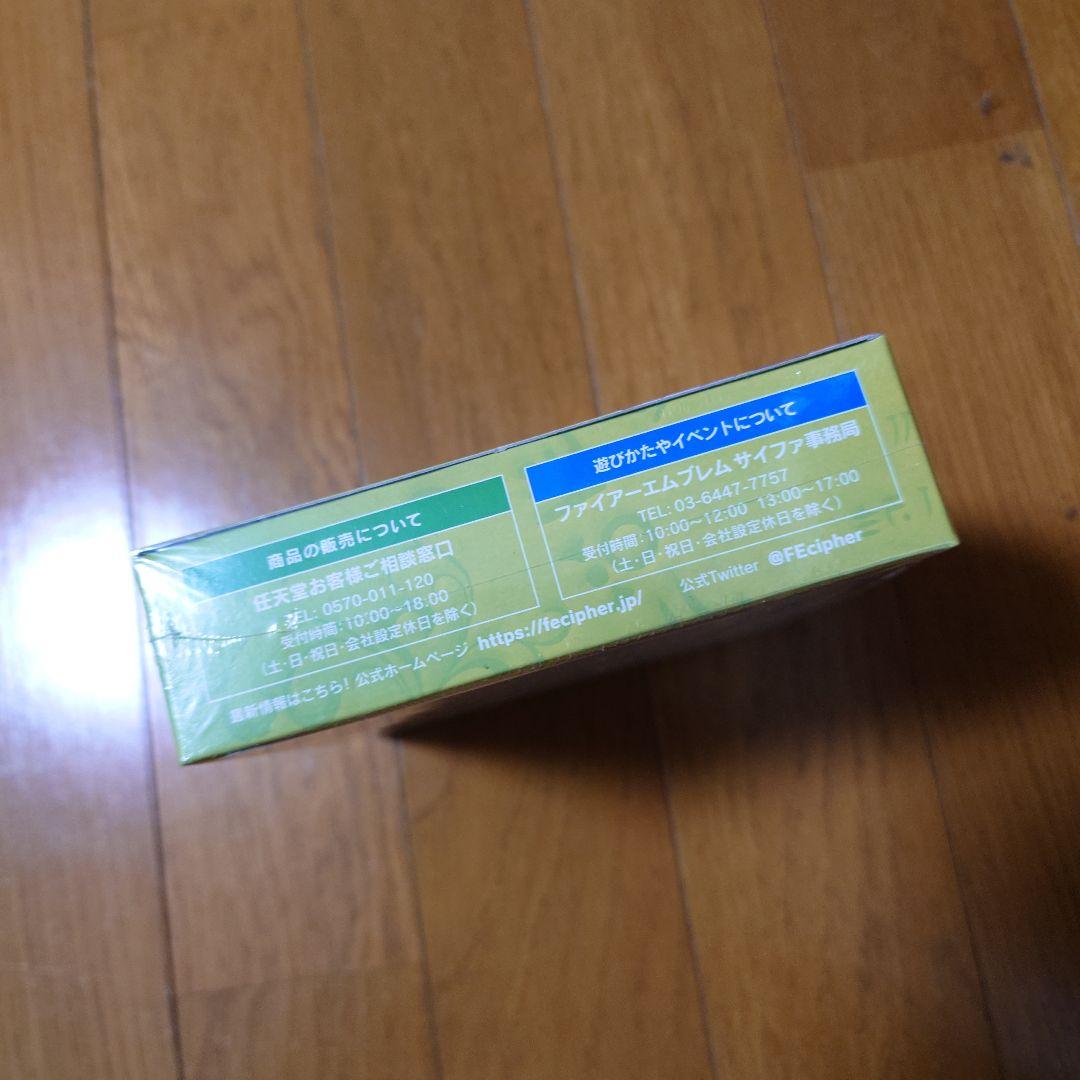 商品の販売について
任天堂お客様ご相談窓口
TEL: 0570-011-120
受付時間:10:00~18:00
(土・日・祝日・会社設定休日を除く)
遊びかたやイベントについて
ファイアーエムブレム サイファ事務局
TEL: 03-6447-7757
受付時間:10:00~12:00 13:00~17:00
(土・日・祝日・会社設定休日を除く)
最新情報はこちら! 公式ホームページ https://fecipher.jp/ 公式Twitter @FEcipher